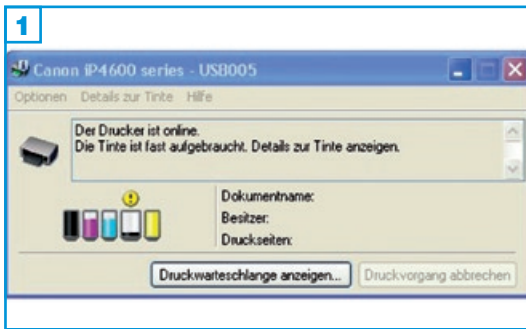 1
Canon iP4600 series - USB005
Optionen Details zur Tinte Hilfe
Der Drucker ist online.
Die Tinte ist fast aufgebraucht. Details zur Tinte anzeigen.
Dokumentname:
Besitzer:
Druckseiten:
Druckwarteschlange anzeigen... Druckvorgang abbrechen